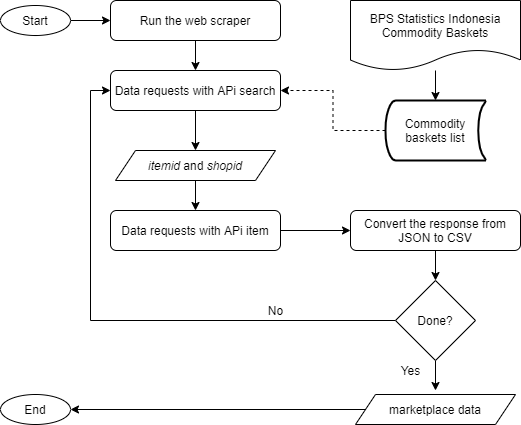 Start
Run the web scraper
BPS Statistics Indonesia
Commodity Baskets
Data requests with APi search
Commodity
baskets list
itemid and shopid
Data requests with APi item
Convert the response from
JSON to CSV
Done?
No
Yes
marketplace data
End